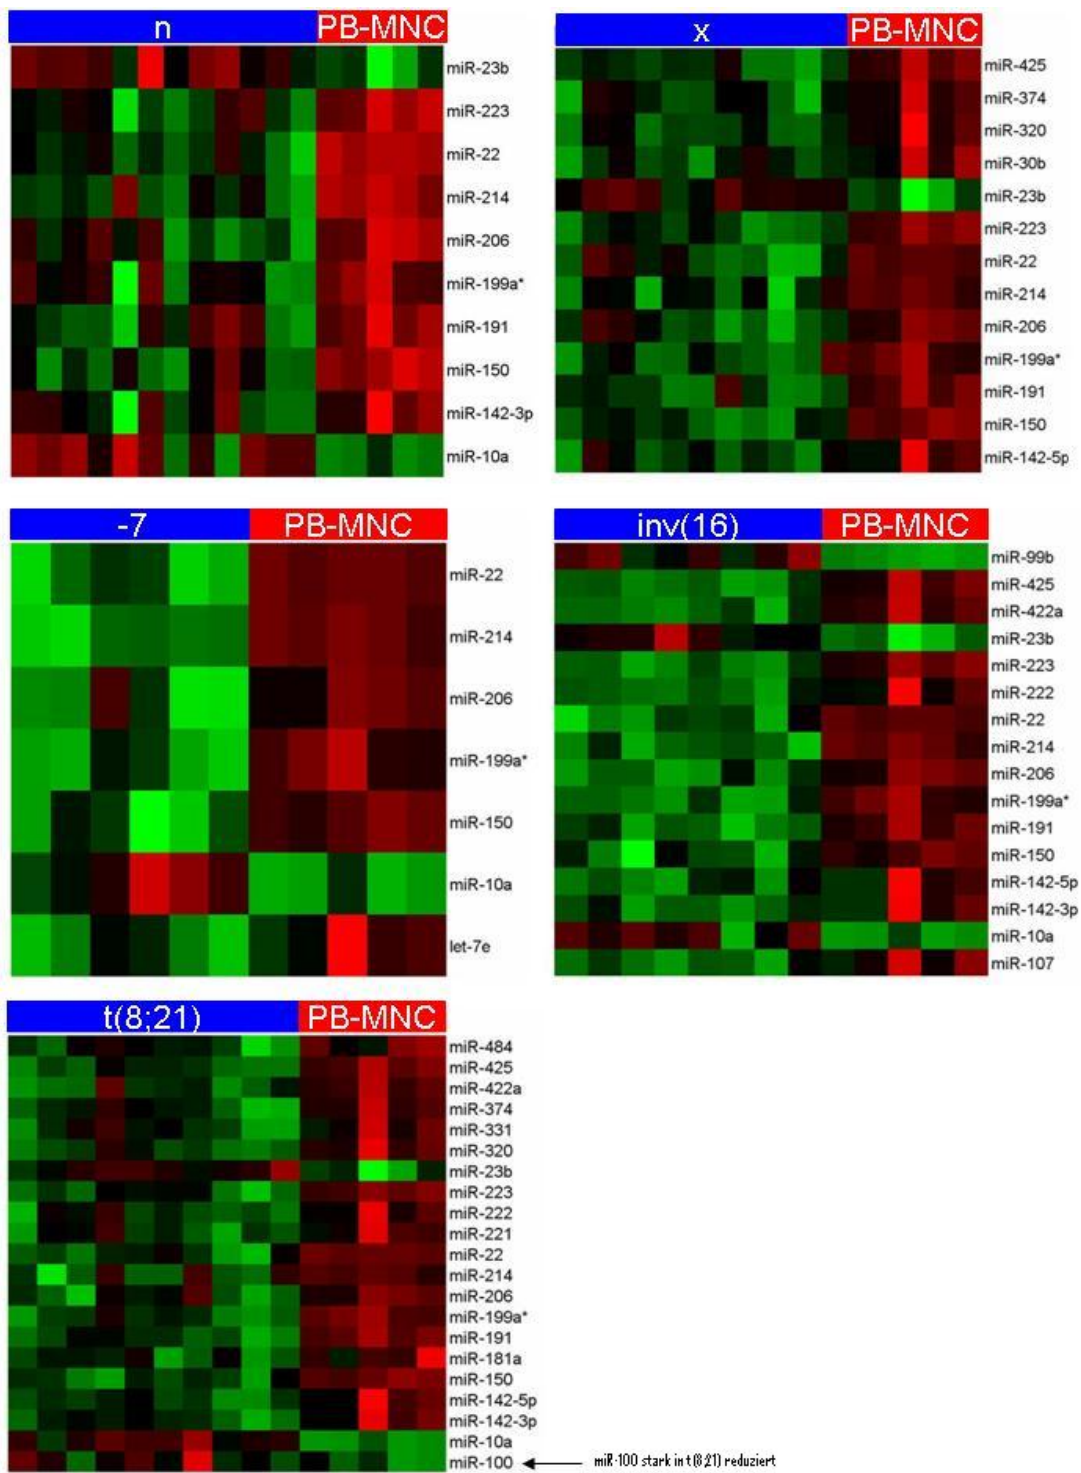 n PB-MNC
miR-23b
miR-223
miR-22
miR-214
miR-206
miR-199a*
miR-191
miR-150
miR-142-3p
miR-10a
x PB-MNC
miR-425
miR-374
miR-320
miR-30b
miR-23b
miR-223
miR-22
miR-214
miR-206
miR-199a*
miR-191
miR-150
miR-142-5p
-7 PB-MNC
miR-22
miR-214
miR-206
miR-199a*
miR-150
miR-10a
let-7e
inv(16) PB-MNC
miR-99b
miR-425
miR-422a
miR-23b
miR-223
miR-222
miR-22
miR-214
miR-206
miR-199a*
miR-191
miR-150
miR-142-5p
miR-142-3p
miR-10a
miR-107
t(8;21) PB-MNC
miR-484
miR-425
miR-422a
miR-374
miR-331
miR-320
miR-23b
miR-223
miR-222
miR-221
miR-22
miR-214
miR-206
miR-199a*
miR-191
miR-181a
miR-150
miR-142-5p
miR-142-3p
miR-10a
miR-100
miR-100 stark in t(8;21) reduziert